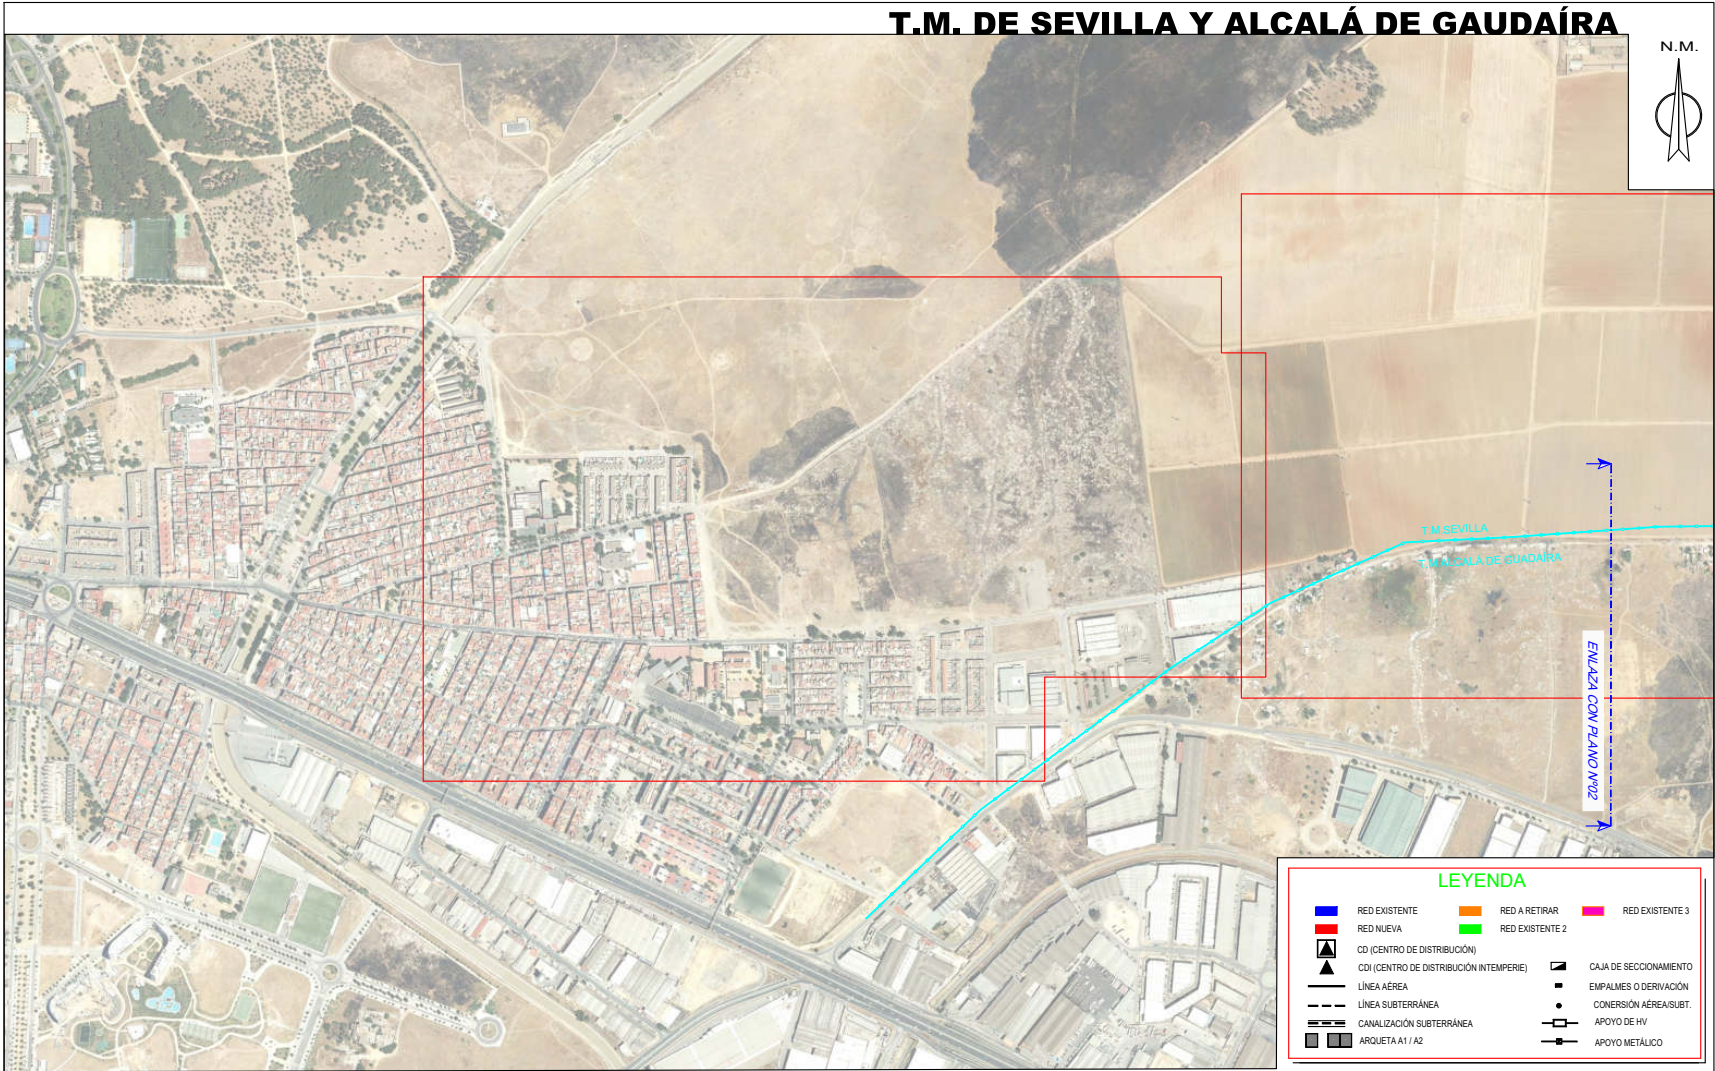 T.M. DE SEVILLA Y ALCALÁ DE GAUDAÍRA
N.M.
T.M.SEVILLA
T.M.ALCALÁ DE GUADAÍRA
ENLAZA CON PLANO Nº02
LEYENDA
RED EXISTENTE
RED A RETIRAR
RED EXISTENTE 3
RED NUEVA
RED EXISTENTE 2
CD (CENTRO DE DISTRIBUCIÓN)
CDI (CENTRO DE DISTRIBUCIÓN INTEMPERIE)
CAJA DE SECCIONAMIENTO
LÍNEA AÉREA
EMPALMES O DERIVACIÓN
LÍNEA SUBTERRÁNEA
CONERSIÓN AÉREA/SUBT.
CANALIZACIÓN SUBTERRÁNEA
APOYO DE HV
ARQUETA A1 / A2
APOYO METÁLICO